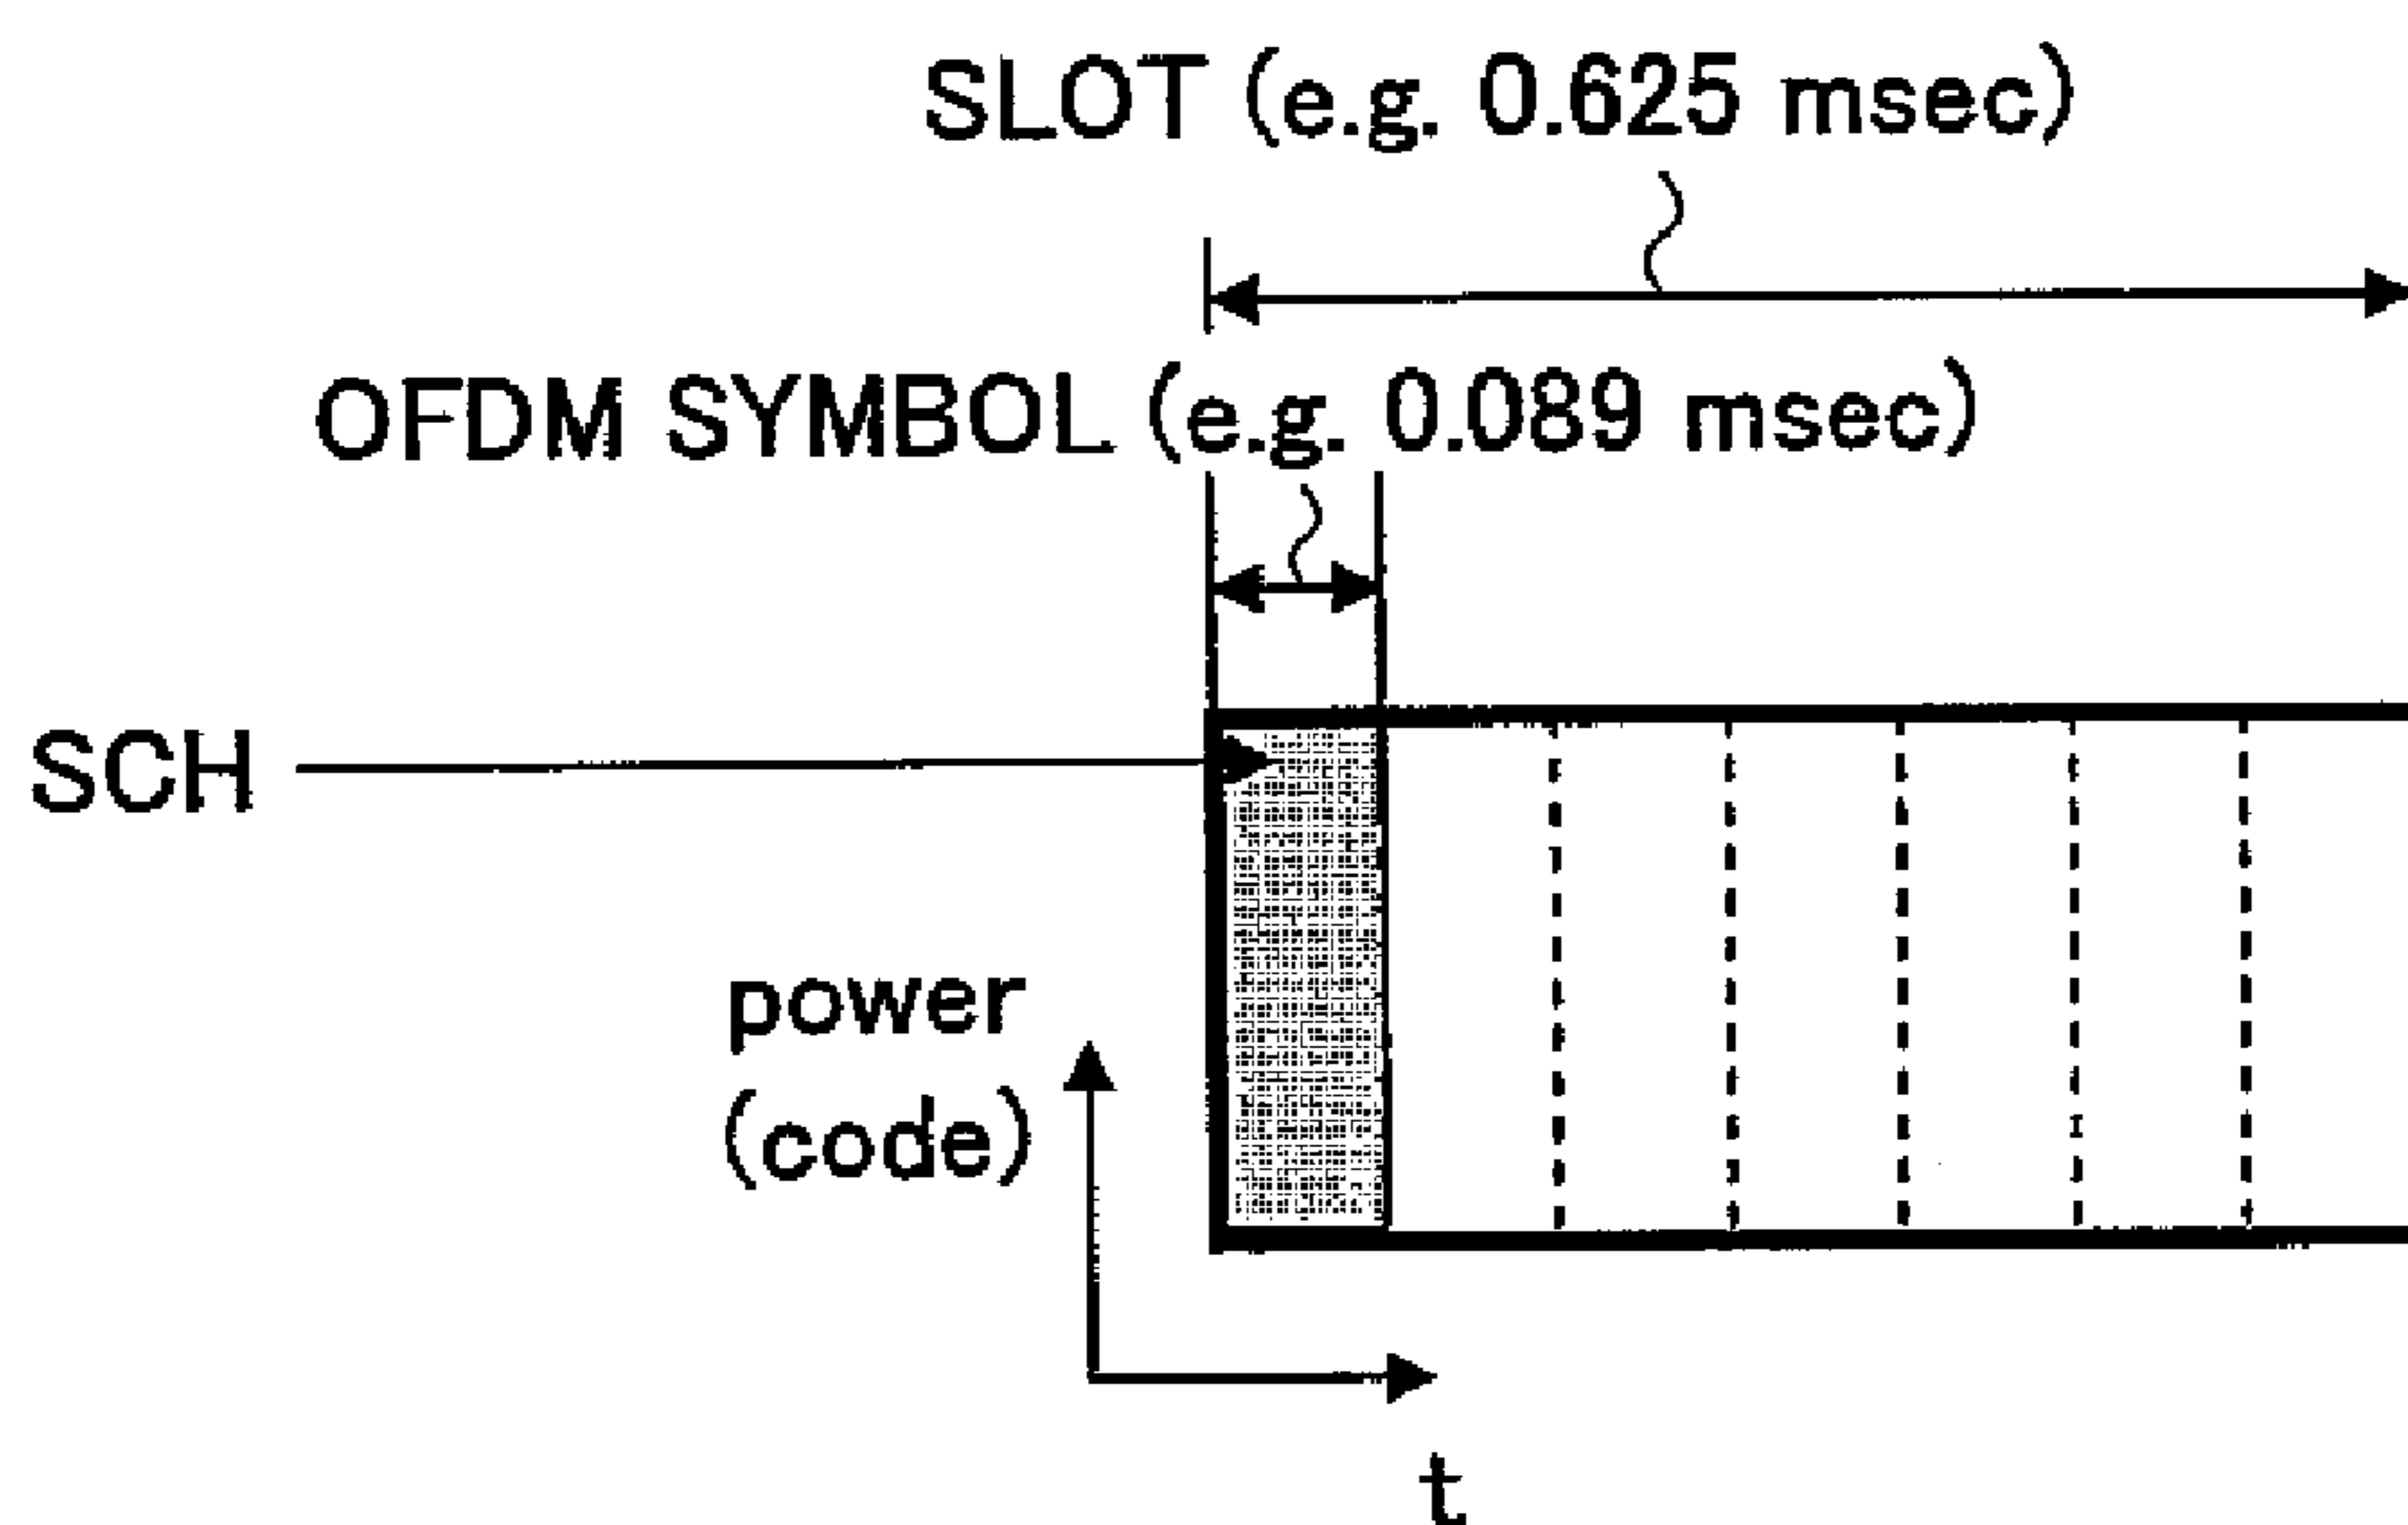 SLOT (e.g. 0.625 msec)
OFDM SYMBOL (e.g. 0.089 msec)
SCH
power
(code)
t